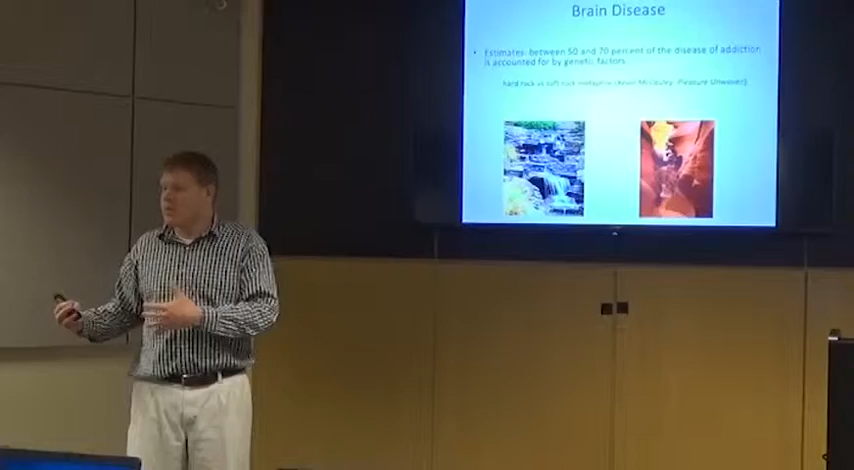 Brain Disease
• Estimates- between 50 and 70 percent of the disease of addiction
is accounted for by genetic factors
hard rock vs soft rock metaphor (Kevin McCauley, Pleasure Unwoven)